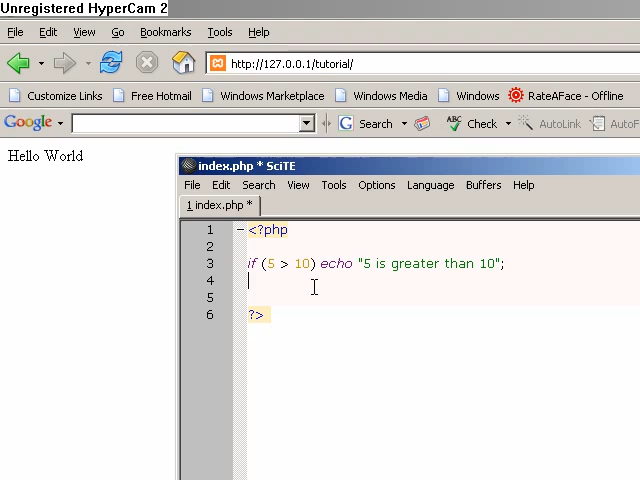 Unregistered HyperCam 2
File Edit View Go Bookmarks Tools Help
http://127.0.0.1/tutorial/
Customize Links Free Hotmail Windows Marketplace Windows Media Windows RateAFace - Offline
Google G Search ABC Check AutoLink AutoF
Hello World
index.php * SciTE
File Edit Search View Tools Options Language Buffers Help
1 index.php *
1 <?php
2
3 if (5 > 10) echo "5 is greater than 10";
4
5
6 ?>